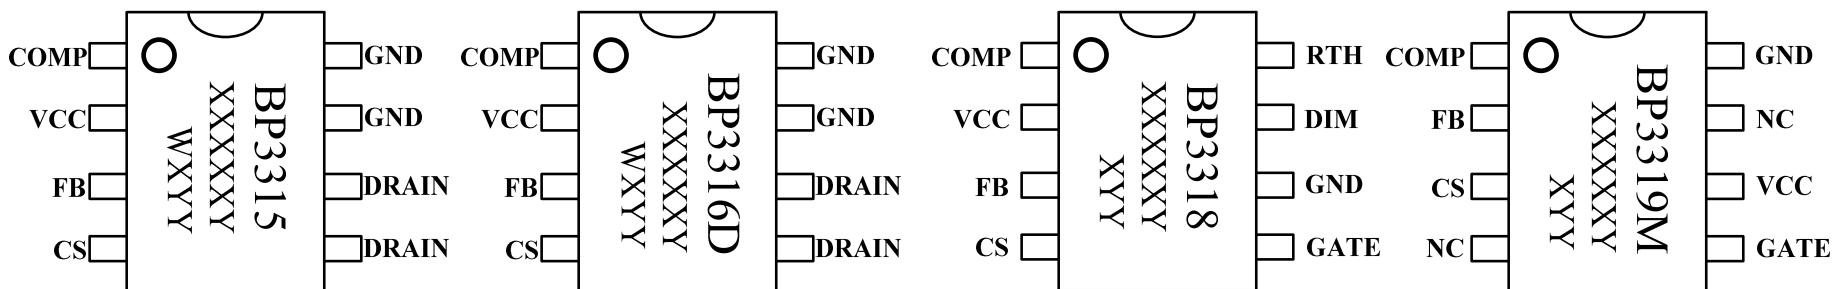 COMP
VCC
FB
CS
BP3315
XXXXXY
WXYY
GND
GND
DRAIN
DRAIN
COMP
VCC
FB
CS
BP3316D
XXXXXY
WXYY
GND
GND
DRAIN
DRAIN
COMP
VCC
FB
CS
BP3318
XXXXXY
XYY
RTH
DIM
GND
GATE
COMP
FB
CS
NC
BP3319M
XXXXXY
XYY
GND
NC
VCC
GATE